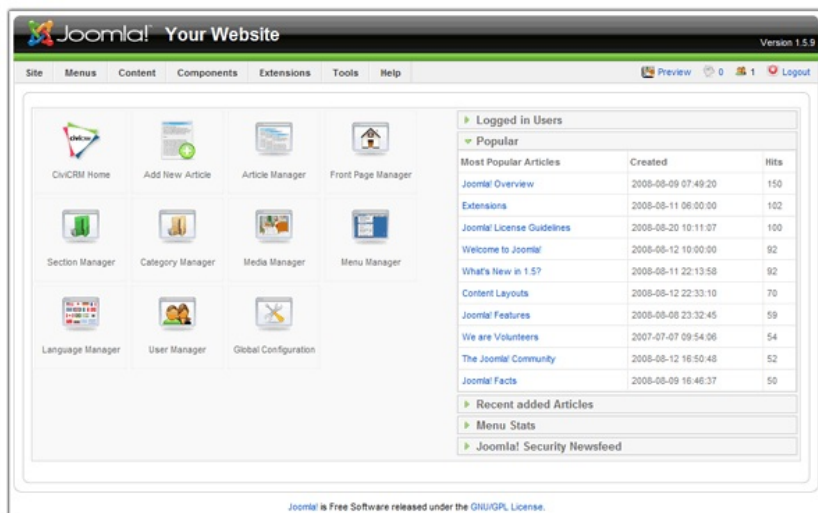 Joomla! Your Website
Version 1.5.9
Site Menus Content Components Extensions Tools Help
Preview 0 1 Logout
CiviCRM Home Add New Article Article Manager Front Page Manager
Section Manager Category Manager Media Manager Menu Manager
Language Manager User Manager Global Configuration
Logged in Users
Popular
Most Popular Articles Created Hits
Joomla! Overview 2008-08-09 07:49:20 150
Extensions 2008-08-11 06:00:00 102
Joomla! License Guidelines 2008-08-20 10:11:07 100
Welcome to Joomla! 2008-08-12 10:00:00 92
What's New in 1.5? 2008-08-11 22:13:58 92
Content Layouts 2008-08-12 22:33:10 70
Joomla! Features 2008-08-08 23:32:45 59
We are Volunteers 2007-07-07 09:54:06 54
The Joomla! Community 2008-08-12 16:50:48 52
Joomla! Facts 2008-08-09 16:46:37 50
Recent added Articles
Menu Stats
Joomla! Security Newsfeed
Joomla! is Free Software released under the GNU/GPL License.